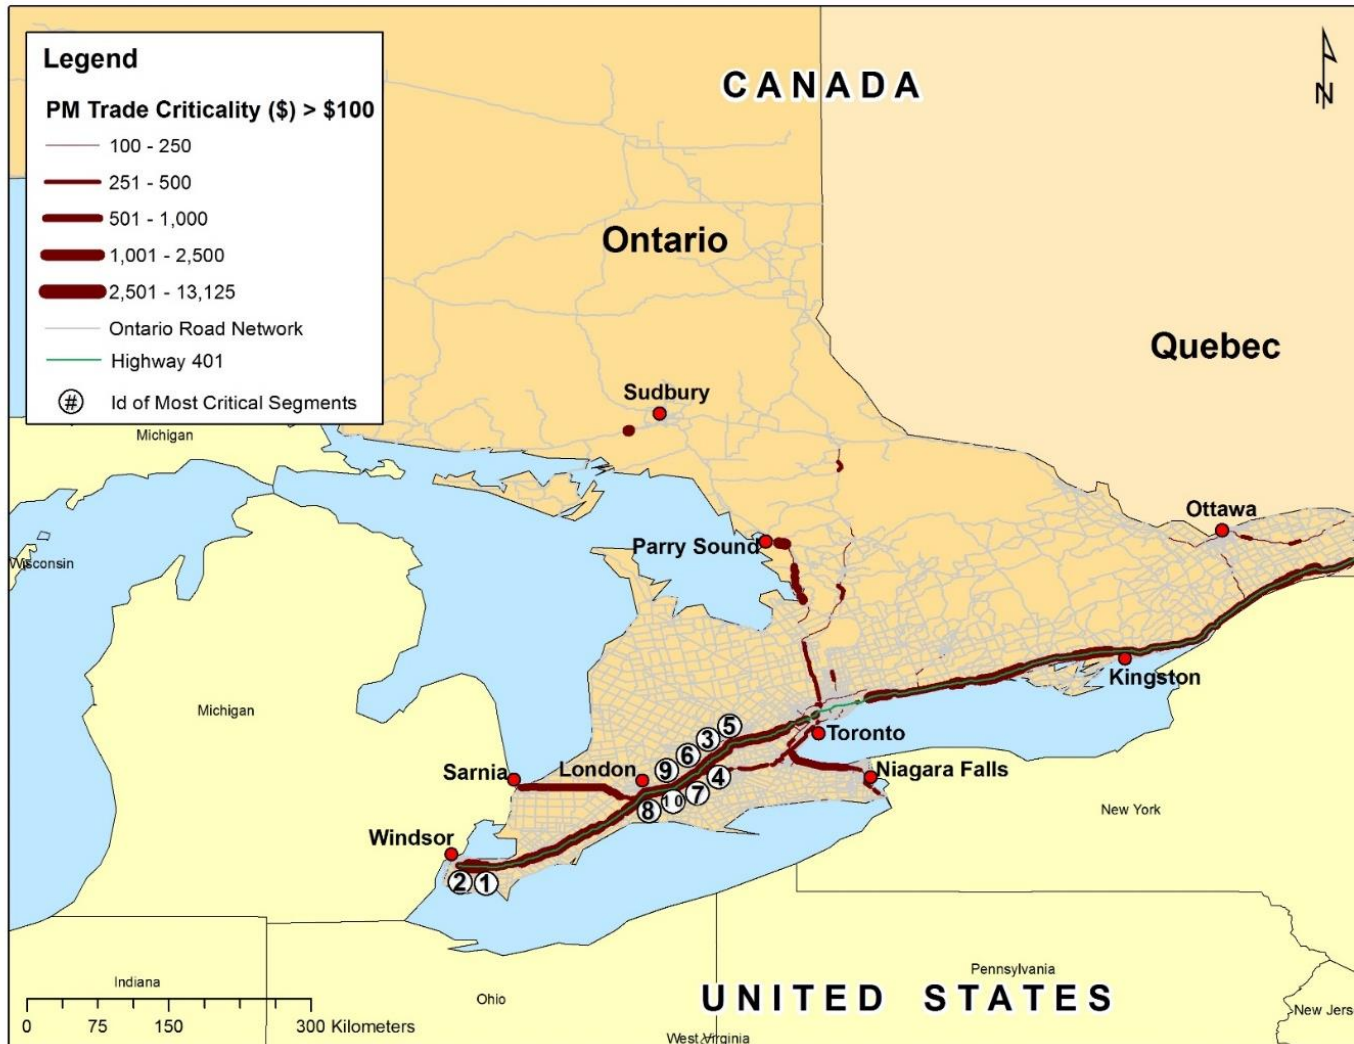 Legend
PM Trade Criticality ($) > $100
100 - 250
251 - 500
501 - 1,000
1,001 - 2,500
2,501 - 13,125
Ontario Road Network
Highway 401
# Id of Most Critical Segments
CANADA
N
Ontario
Quebec
Sudbury
Michigan
Ottawa
Parry Sound
Wisconsin
Kingston
Michigan
5
3
6
9
Toronto
Sarnia
London
4
Niagara Falls
7
10
8
New York
Windsor
2
1
Pennsylvania
Indiana
Ohio
UNITED STATES
New Jers
0 75 150 300 Kilometers
West Virginia